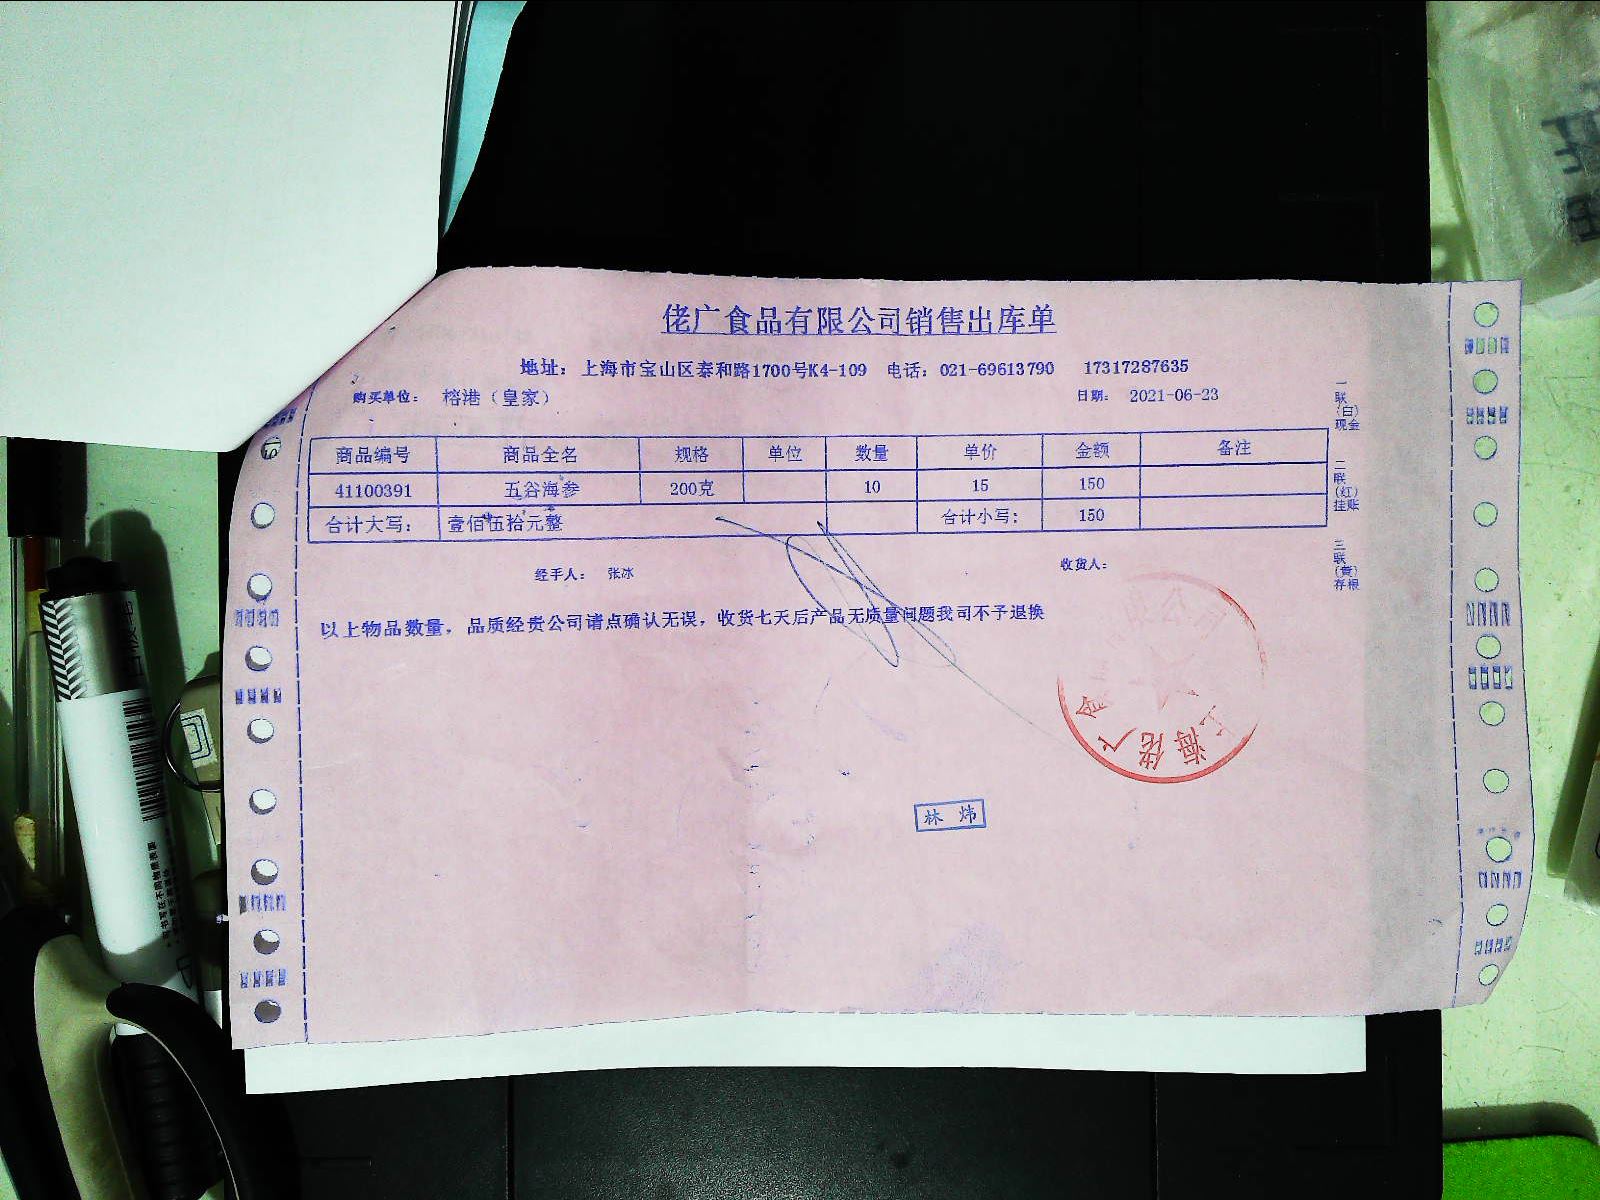 佬广食品有限公司销售出库单
地址：上海市宝山区泰和路1700号K4-109 电话：021-69613790 17317287635
购买单位： 榕港（皇家） 日期： 2021-06-23
商品编号 商品全名 规格 单位 数量 单价 金额 备注
41100391 五谷海参 200克 10 15 150
合计大写： 壹佰伍拾元整 合计小写： 150
经手人： 张冰 收货人：
以上物品数量，品质经贵公司请点确认无误，收货七天后产品无质量问题我司不予退换
一联(白)现金
二联(红)挂账
三联(黄)存根
上海佬广食
林炜